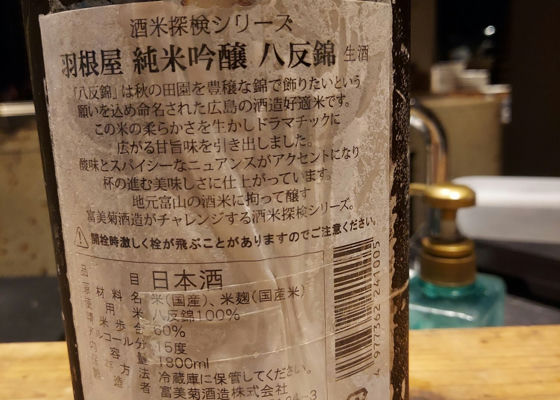 酒米探検シリーズ
羽根屋 純米吟醸 八反錦 生酒
「八反錦」は秋の田園を豊穣な錦で飾りたいという
願いを込め命名された広島の酒造好適米です。
この米の柔らかさを生かしドラマチックに
広がる甘旨味を引き出しました。
酸味とスパイシーなニュアンスがアクセントになり
杯の進む美味しさに仕上がっています。
地元富山の酒米に拘って醸す
富美菊酒造がチャレンジする酒米探検シリーズ。
開栓時激しく栓が飛ぶことがありますのでご注意ください。
品 目 日本酒
原材料名 米(国産)、米麹(国産米)
使用米 八反錦100%
精米歩合 60%
アルコール分 15度
内容量 1800ml
冷蔵庫に保管してください。
製造者 富美菊酒造株式会社
4 977362 241005